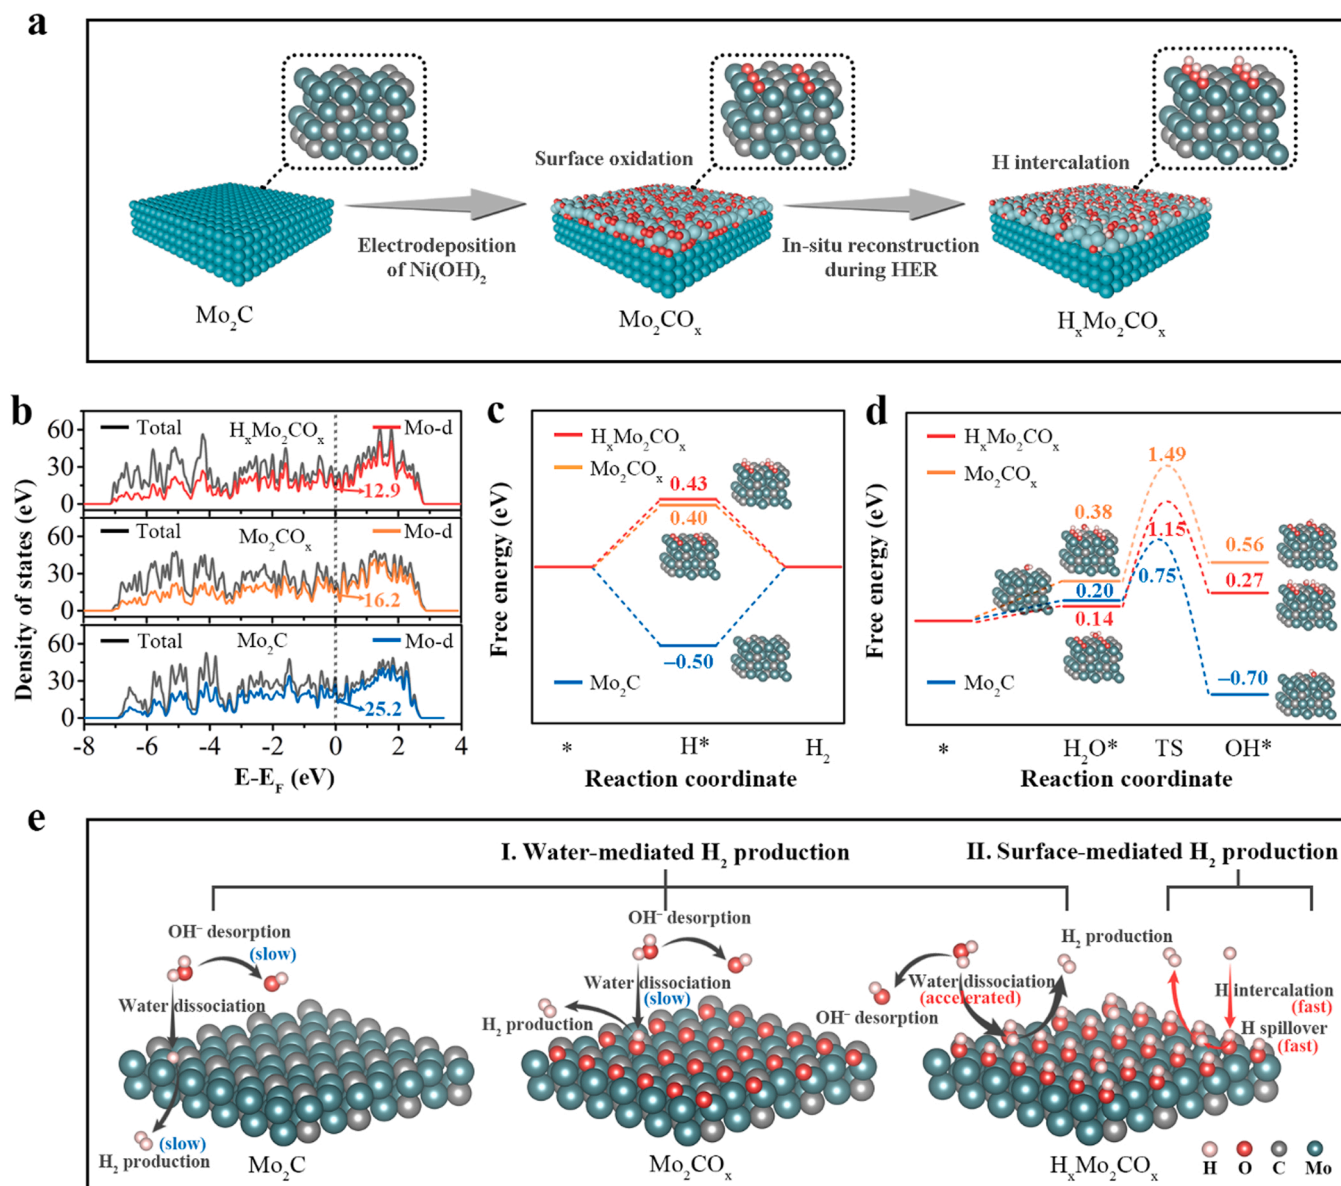 a
Surface oxidation
H intercalation
Electrodeposition
of Ni(OH)₂
In-situ reconstruction
during HER
Mo₂C
Mo₂COₓ
HₓMo₂COₓ
b
Density of states (eV)
60
30
0
Total
HₓMo₂COₓ
Mo-d
12.9
60
30
0
Total
Mo₂COₓ
Mo-d
16.2
60
30
0
Total
Mo₂C
Mo-d
25.2
-8 -6 -4 -2 0 2 4
E-E_F (eV)
c
Free energy (eV)
HₓMo₂COₓ
Mo₂COₓ
0.43
0.40
−0.50
Mo₂C
* H* H₂
Reaction coordinate
d
Free energy (eV)
HₓMo₂COₓ
Mo₂COₓ
1.49
0.38
1.15
0.56
0.20
0.75
0.27
0.14
−0.70
Mo₂C
* H₂O* TS OH*
Reaction coordinate
e
I. Water-mediated H₂ production
II. Surface-mediated H₂ production
OH⁻ desorption
(slow)
Water dissociation
(slow)
H₂ production
Mo₂C
OH⁻ desorption
Water dissociation
(slow)
H₂ production
Mo₂COₓ
H₂ production
Water dissociation
(accelerated)
OH⁻ desorption
H intercalation
(fast)
H spillover
(fast)
HₓMo₂COₓ
H O C Mo